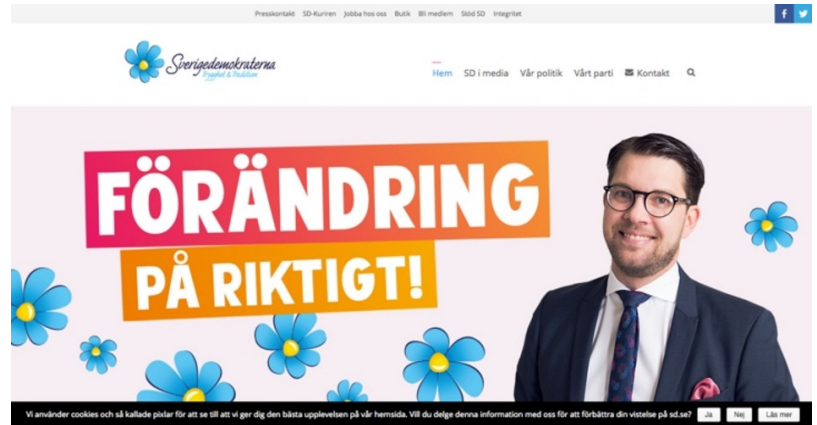 Presskontakt SD-Kuriren Jobba hos oss Butik Bli medlem Stöd SD Integritet
Sverigedemokraterna
Trygghet & Tradition
Hem SD i media Vår politik Vårt parti Kontakt
FÖRÄNDRING
PÅ RIKTIGT!
Vi använder cookies och så kallade pixlar för att se till att vi ger dig den bästa upplevelsen på vår hemsida. Vill du delge denna information med oss för att förbättra din vistelse på sd.se? Ja Nej Läs mer